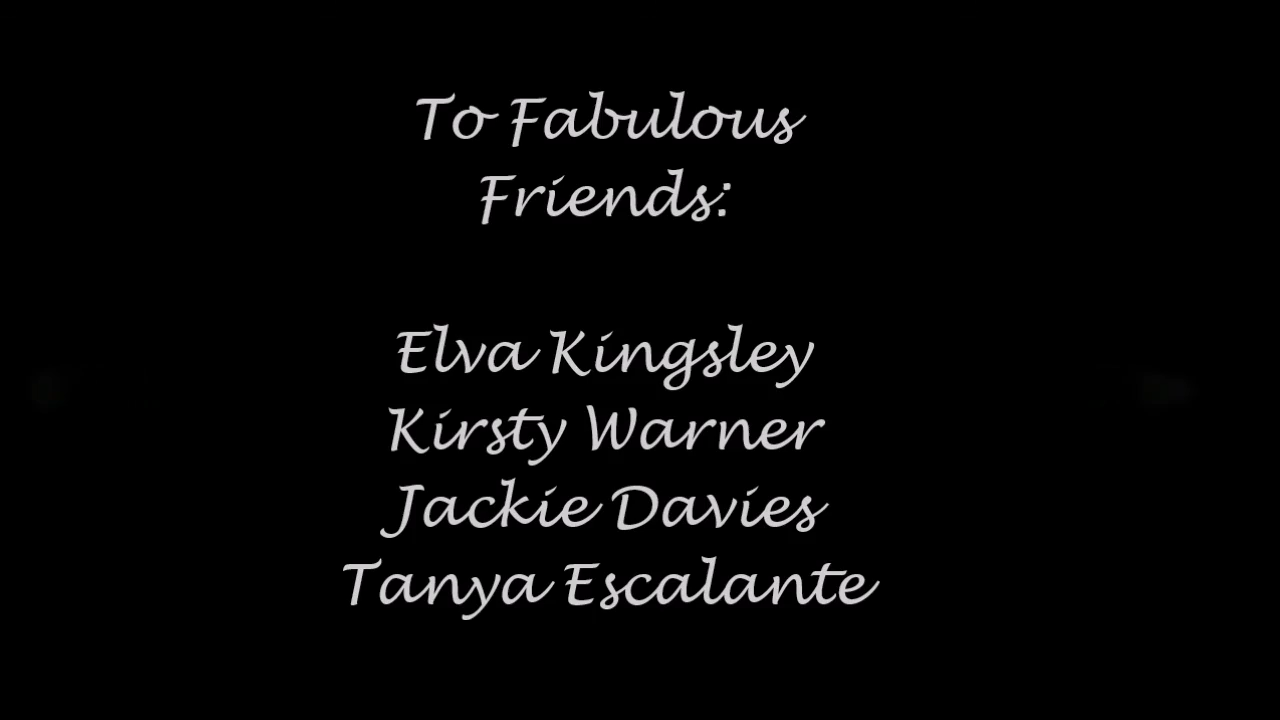 To Fabulous
Friends:
Elva Kingsley
Kirsty Warner
Jackie Davies
Tanya Escalante